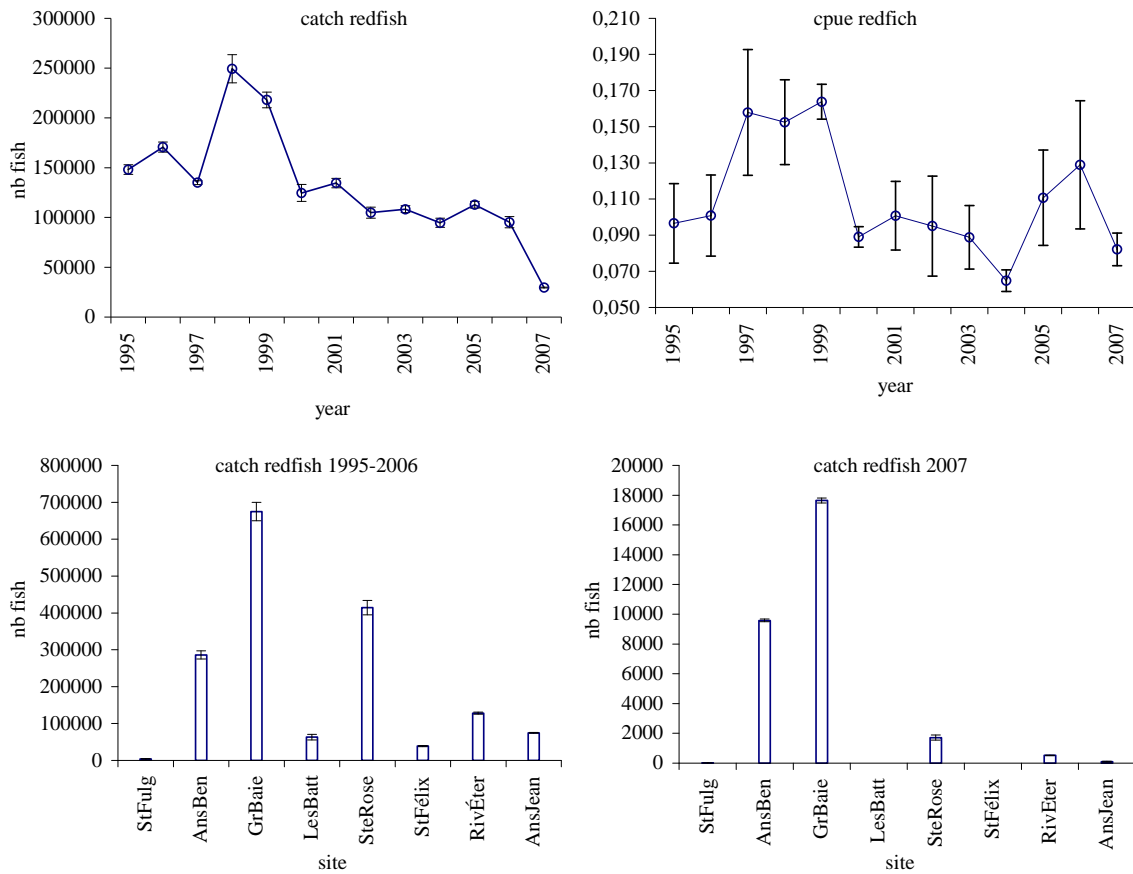 catch redfish
300000
250000
200000
150000
100000
50000
0
nb fish
1995
1997
1999
2001
2003
2005
2007
year
cpue redfich
0,210
0,190
0,170
0,150
0,130
0,110
0,090
0,070
0,050
1995
1997
1999
2001
2003
2005
2007
year
catch redfish 1995-2006
800000
700000
600000
500000
400000
300000
200000
100000
0
nb fish
StFulg
AnsBen
GrBaie
LesBatt
SteRose
StFélix
RivÉter
AnsJean
site
catch redfish 2007
20000
18000
16000
14000
12000
10000
8000
6000
4000
2000
0
nb fish
StFulg
AnsBen
GrBaie
LesBatt
SteRose
StFélix
RivEter
AnsJean
site